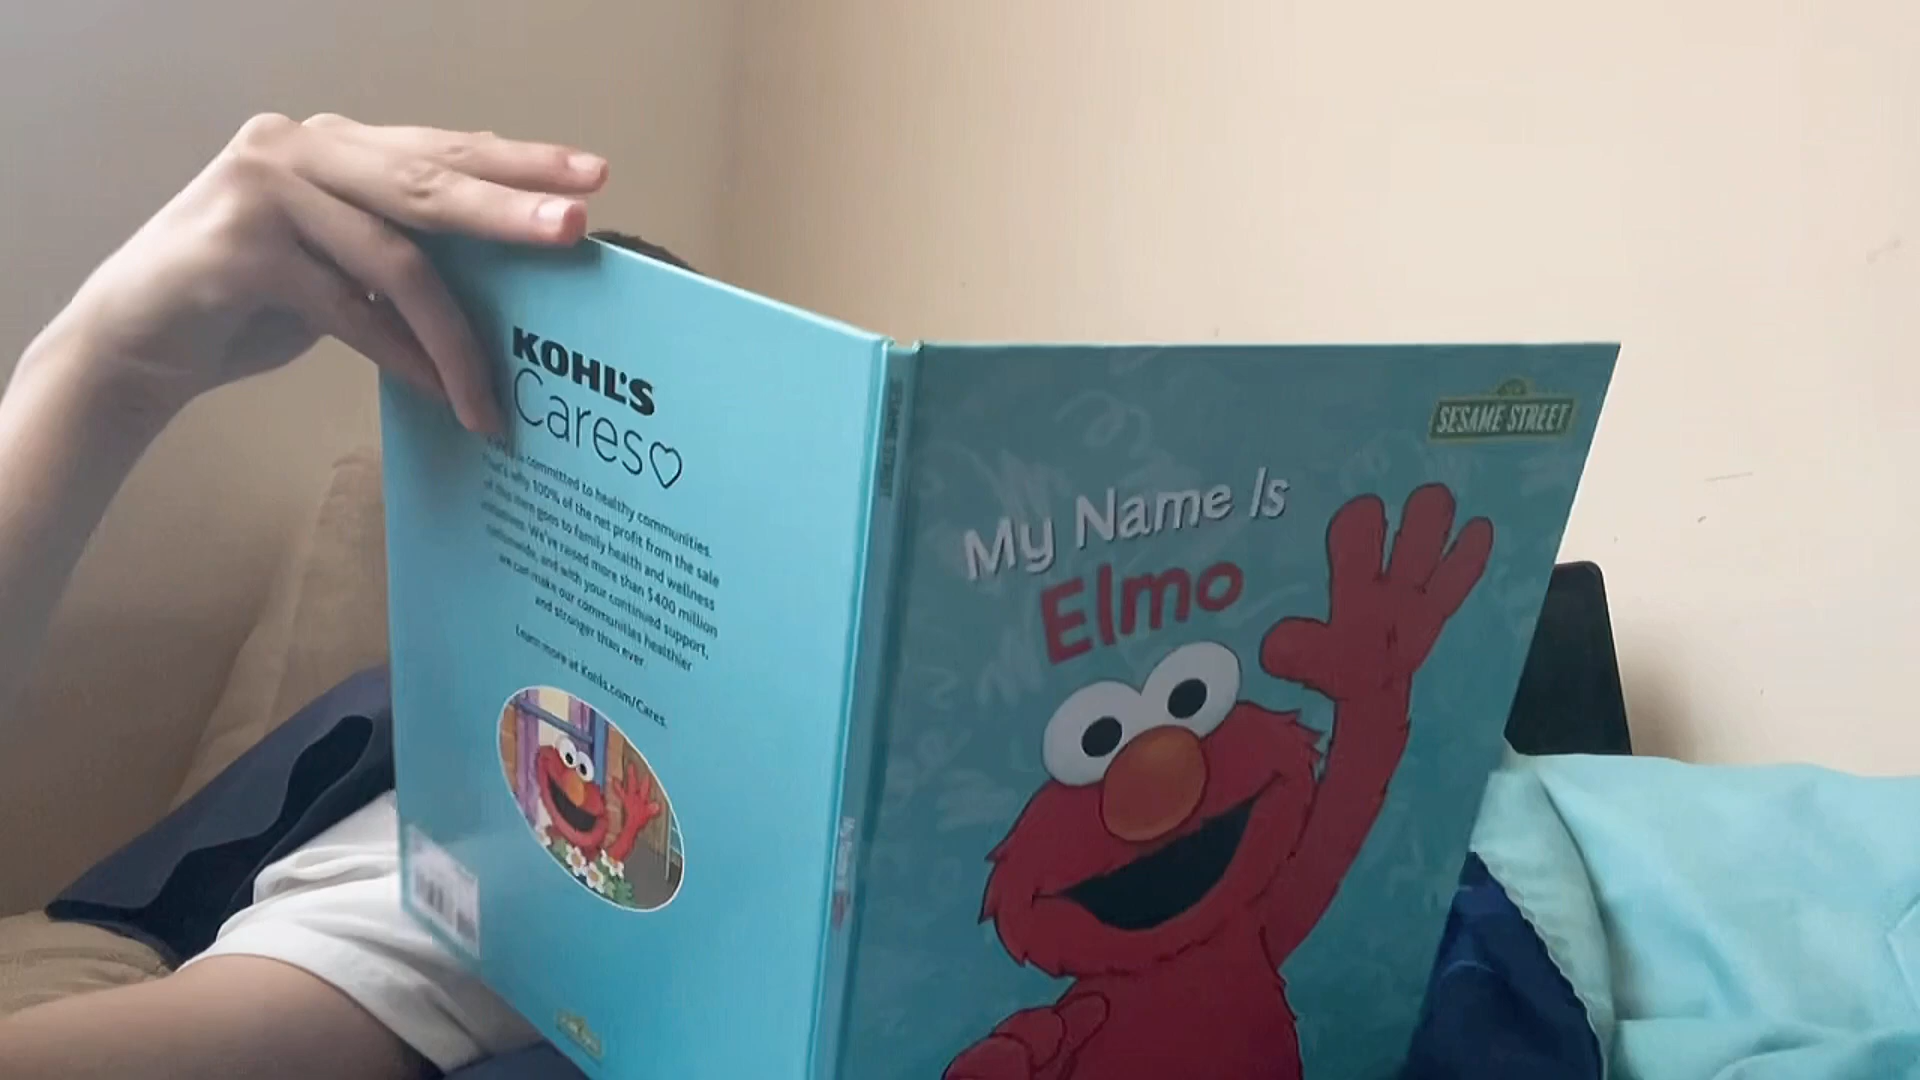 KOHL'S
Cares
committed to healthy communities.
That's why 100% of the net profit from the sale
of this item goes to family health and wellness
initiatives. We've raised more than $400 million
nationwide, and with your continued support,
we can make our communities healthier
and stronger than ever.
Learn more at Kohls.com/Cares.
SESAME STREET
My Name Is
Elmo